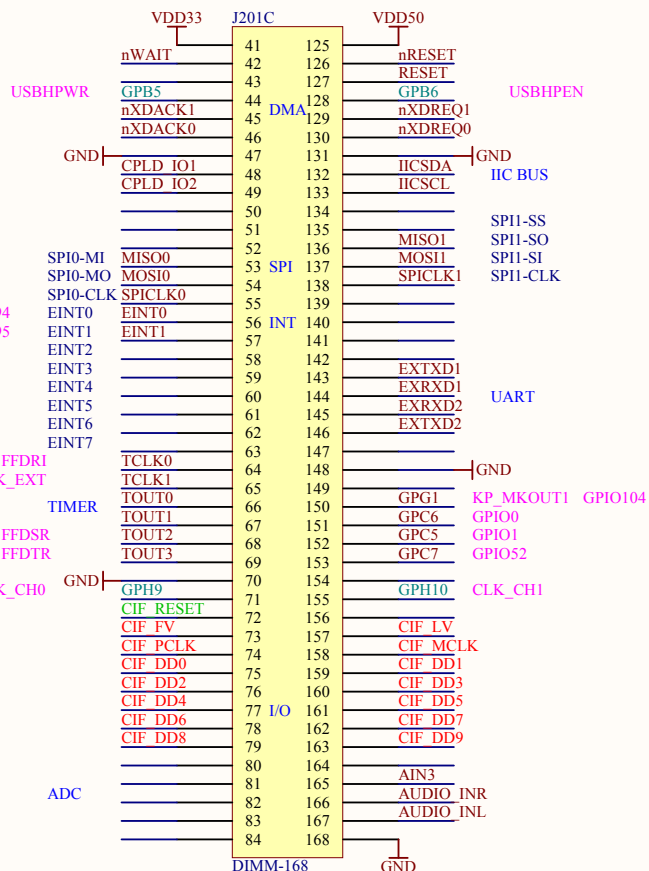 VDD33 J201C VDD50
41 125
nWAIT 42 126 nRESET
43 127 RESET
USBHPWR GPB5 44 128 GPB6 USBHPEN
nXDACK1 45 DMA 129 nXDREQ1
nXDACK0 46 130 nXDREQ0
GND 47 131 GND
CPLD_IO1 48 132 IICSDA IIC BUS
CPLD_IO2 49 133 IICSCL
50 134
51 135 SPI1-SS
52 136 MISO1 SPI1-SO
SPI0-MI MISO0 53 SPI 137 MOSI1 SPI1-SI
SPI0-MO MOSI0 54 138 SPICLK1 SPI1-CLK
SPI0-CLK SPICLK0 55 139
EINT0 EINT0 56 INT 140
EINT1 EINT1 57 141
EINT2 58 142
EINT3 59 143 EXTXD1
EINT4 60 144 EXRXD1 UART
EINT5 61 145 EXRXD2
EINT6 62 146 EXTXD2
EINT7 63 147
FFDRI TCLK0 64 148 GND
K_EXT TCLK1 65 149
TIMER TOUT0 66 150 GPG1 KP_MKOUT1 GPIO104
TOUT1 67 151 GPC6 GPIO0
FFDSR TOUT2 68 152 GPC5 GPIO1
FFDTR TOUT3 69 153 GPC7 GPIO52
GND 70 154
K_CH0 GPH9 71 155 GPH10 CLK_CH1
CIF_RESET 72 156
CIF_FV 73 157 CIF_LV
CIF_PCLK 74 158 CIF_MCLK
CIF_DD0 75 159 CIF_DD1
CIF_DD2 76 160 CIF_DD3
CIF_DD4 77 I/O 161 CIF_DD5
CIF_DD6 78 162 CIF_DD7
CIF_DD8 79 163 CIF_DD9
80 164
81 165 AIN3
ADC 82 166 AUDIO_INR
83 167 AUDIO_INL
84 168
DIMM-168 GND